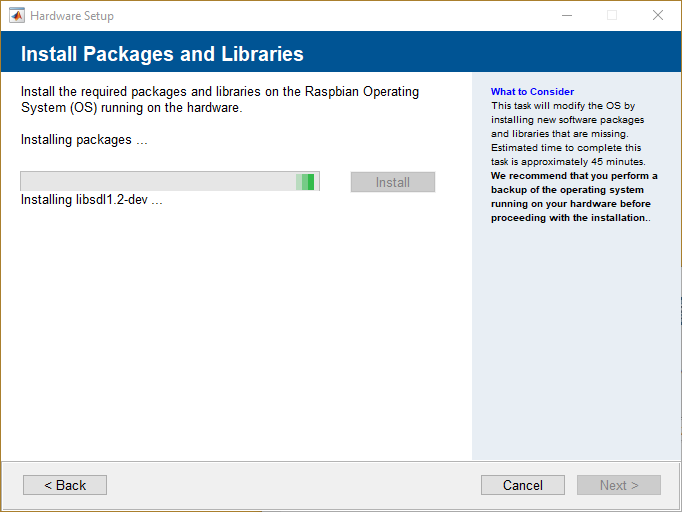 Hardware Setup
Install Packages and Libraries
Install the required packages and libraries on the Raspbian Operating
System (OS) running on the hardware.
Installing packages ...
Install
Installing libsdl1.2-dev ...
What to Consider
This task will modify the OS by
installing new software packages
and libraries that are missing.
Estimated time to complete this
task is approximately 45 minutes.
We recommend that you perform a
backup of the operating system
running on your hardware before
proceeding with the installation..
< Back
Cancel
Next >